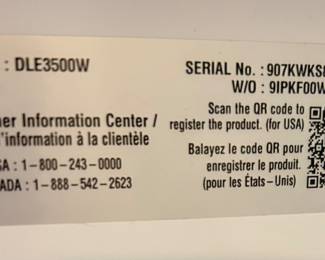 : DLE3500W
SERIAL No. : 907KWKS
W/O : 9IPKF00W
Scan the QR code to
register the product. (for USA)
Balayez le code QR pour
enregistrer le produit.
(pour les États-Unis)
er Information Center /
'information à la clientèle
SA : 1-800-243-0000
ADA : 1-888-542-2623